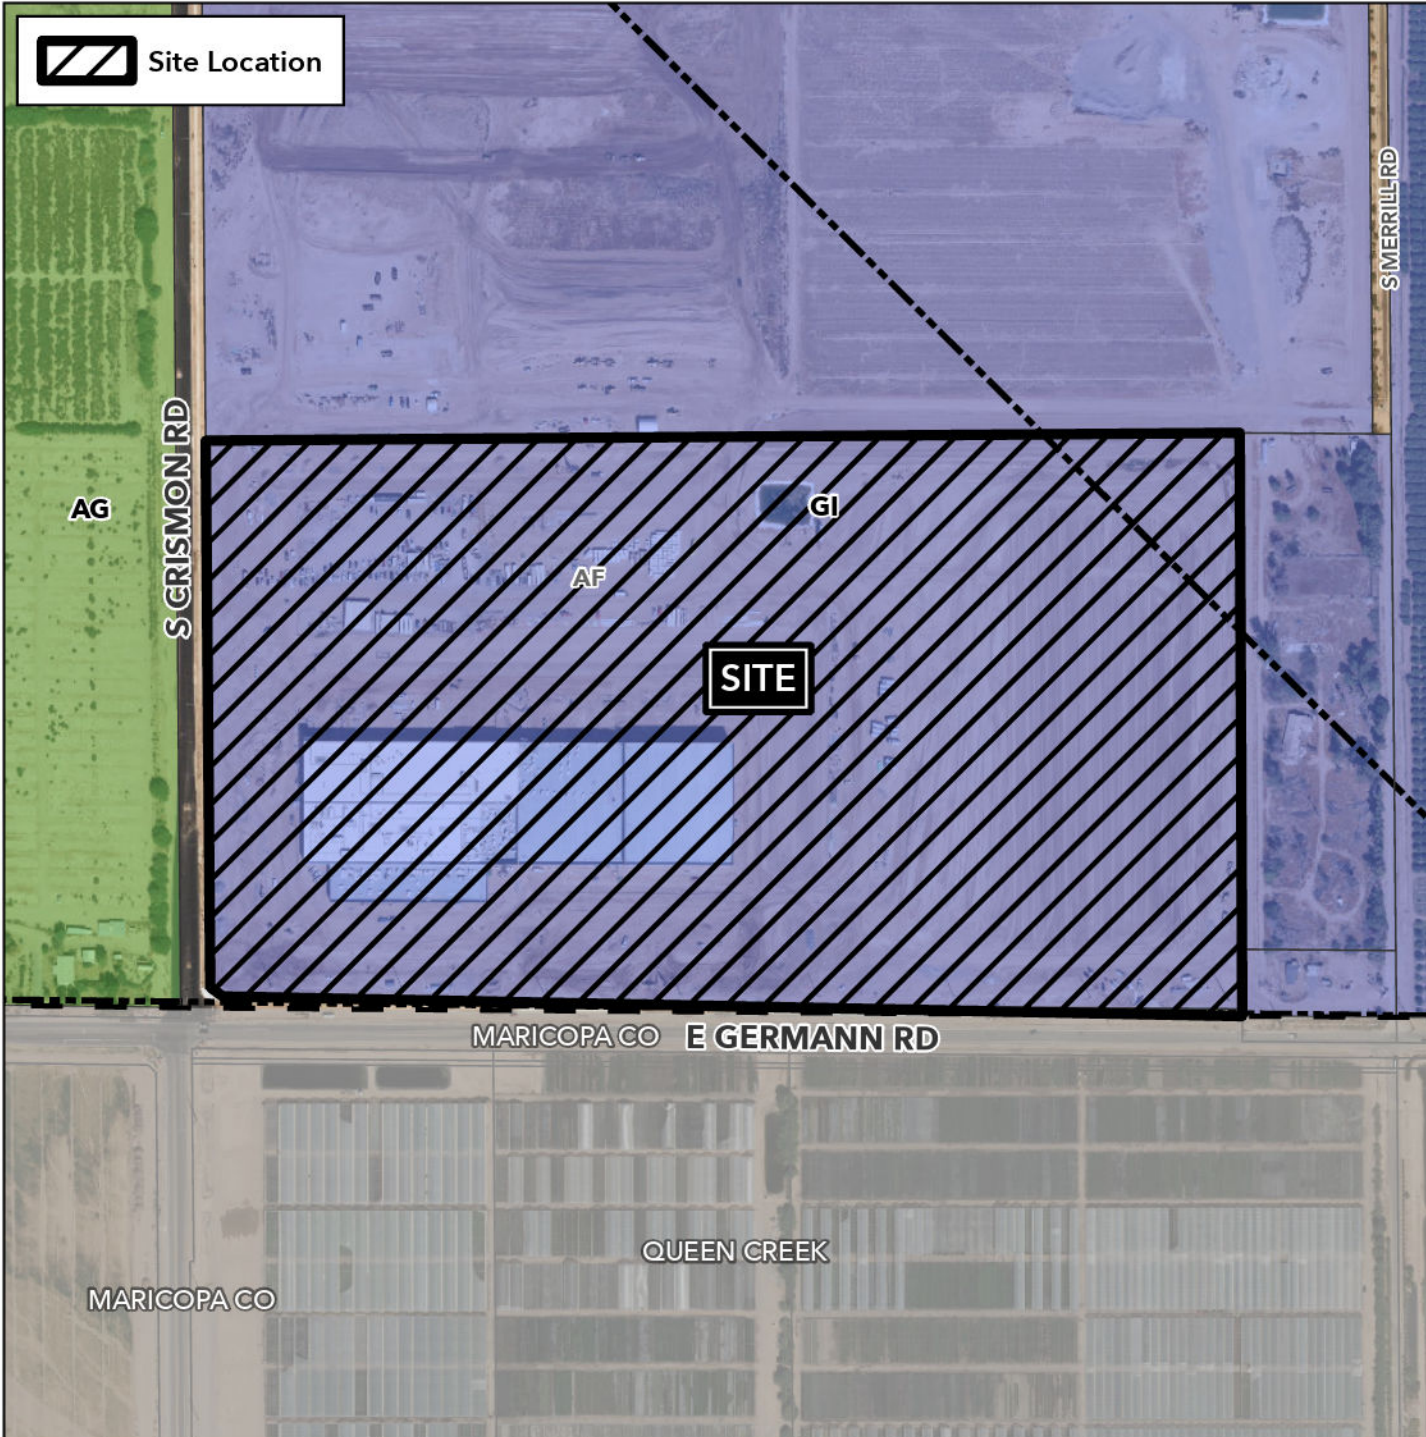 Site Location
S MERRILL RD
S CRISMON RD
AG
GI
AF
SITE
MARICOPA CO
E GERMANN RD
QUEEN CREEK
MARICOPA CO